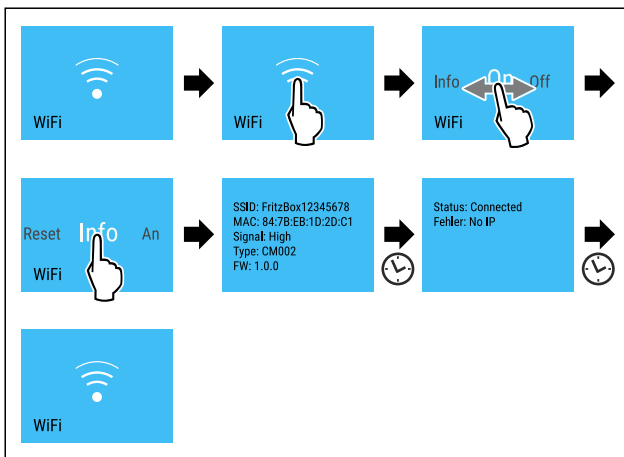 WiFi
WiFi
Info On Off
WiFi
Reset Info An
WiFi
SSID: FritzBox12345678
MAC: 84:7B:EB:1D:2D:C1
Signal: High
Type: CM002
FW: 1.0.0
Status: Connected
Fehler: No IP
WiFi